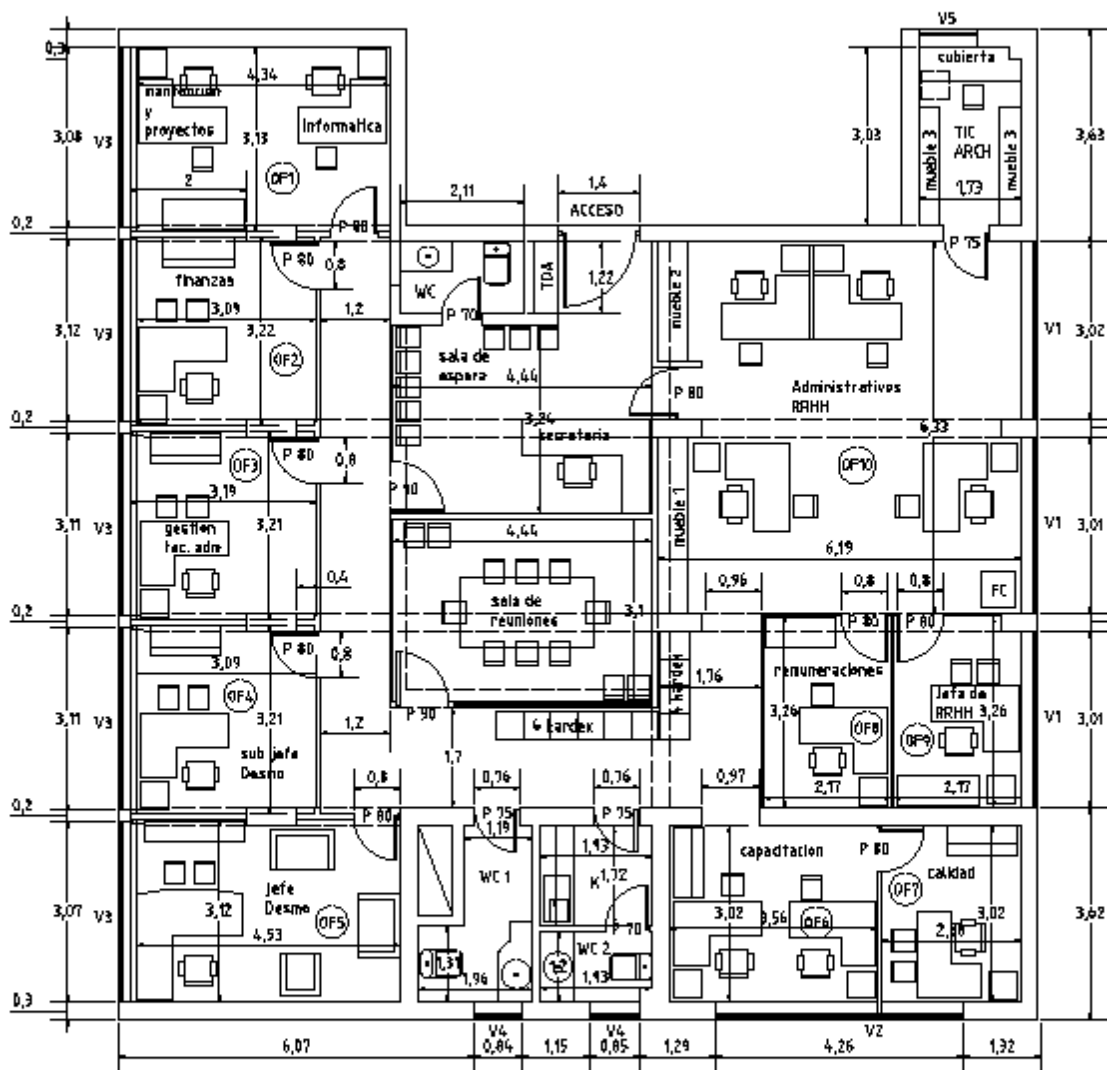 V5
0,3
cubierta
4,34
mantencion
y
proyectos
Informatica
3,08
V3
3,13
3,03
mueble 3
TIC
ARCH
mueble 3
3,63
1,73
2
OF1
2,11
1,4
ACCESO
0,2
P 80
P 75
P 80
0,8
finanzas
WC
TDA
1,22
mueble 2
3,09
1,2
P 70
3,12
3,22
OF2
sala de
espera
4,44
P 80
Administrativos
RRHH
V1
3,02
3,24
0,2
secretaria
6,33
P 80
OF3
0,8
OF10
3,19
P 90
3,11
V3
gestion
tec. adm
3,21
4,44
mueble 1
V1
3,01
6,19
0,4
0,96
0,8
0,8
sala de
reuniones
3,1
FC
0,2
P 80
P 80
P 80
0,8
3,09
remuneraciones
4 kardex
1,76
OF4
Jefa de
RRHH
3,11
V3
3,21
1,2
P 90
6 kardex
3,26
OF8
OF9
3,26
V1
3,01
sub jefa
Desmo
1,7
0,8
0,76
0,76
0,97
2,17
2,17
0,2
P 80
P 75
P 75
1,19
1,93
capacitacion
P 80
calidad
Jefe
Desmo
WC 1
K
1,72
OF7
3,07
V3
3,12
OF5
3,02
OF6
3,02
3,62
4,53
P 70
WC 2
1,31
1,96
1,93
0,3
V4
V4
V2
6,07
0,84
1,15
0,85
1,29
4,26
1,32